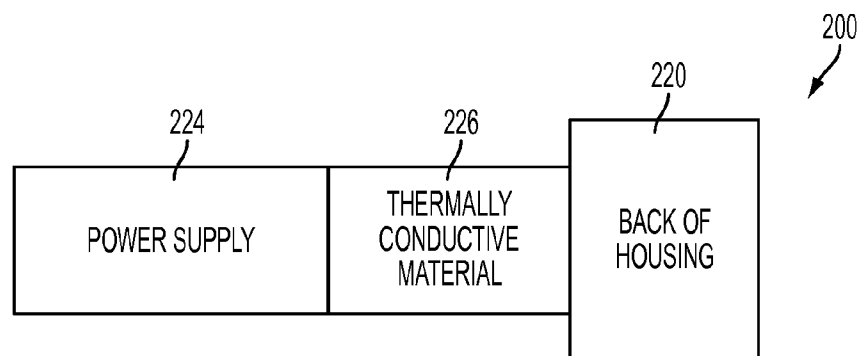 200
220
224
226
POWER SUPPLY
THERMALLY
CONDUCTIVE
MATERIAL
BACK OF
HOUSING